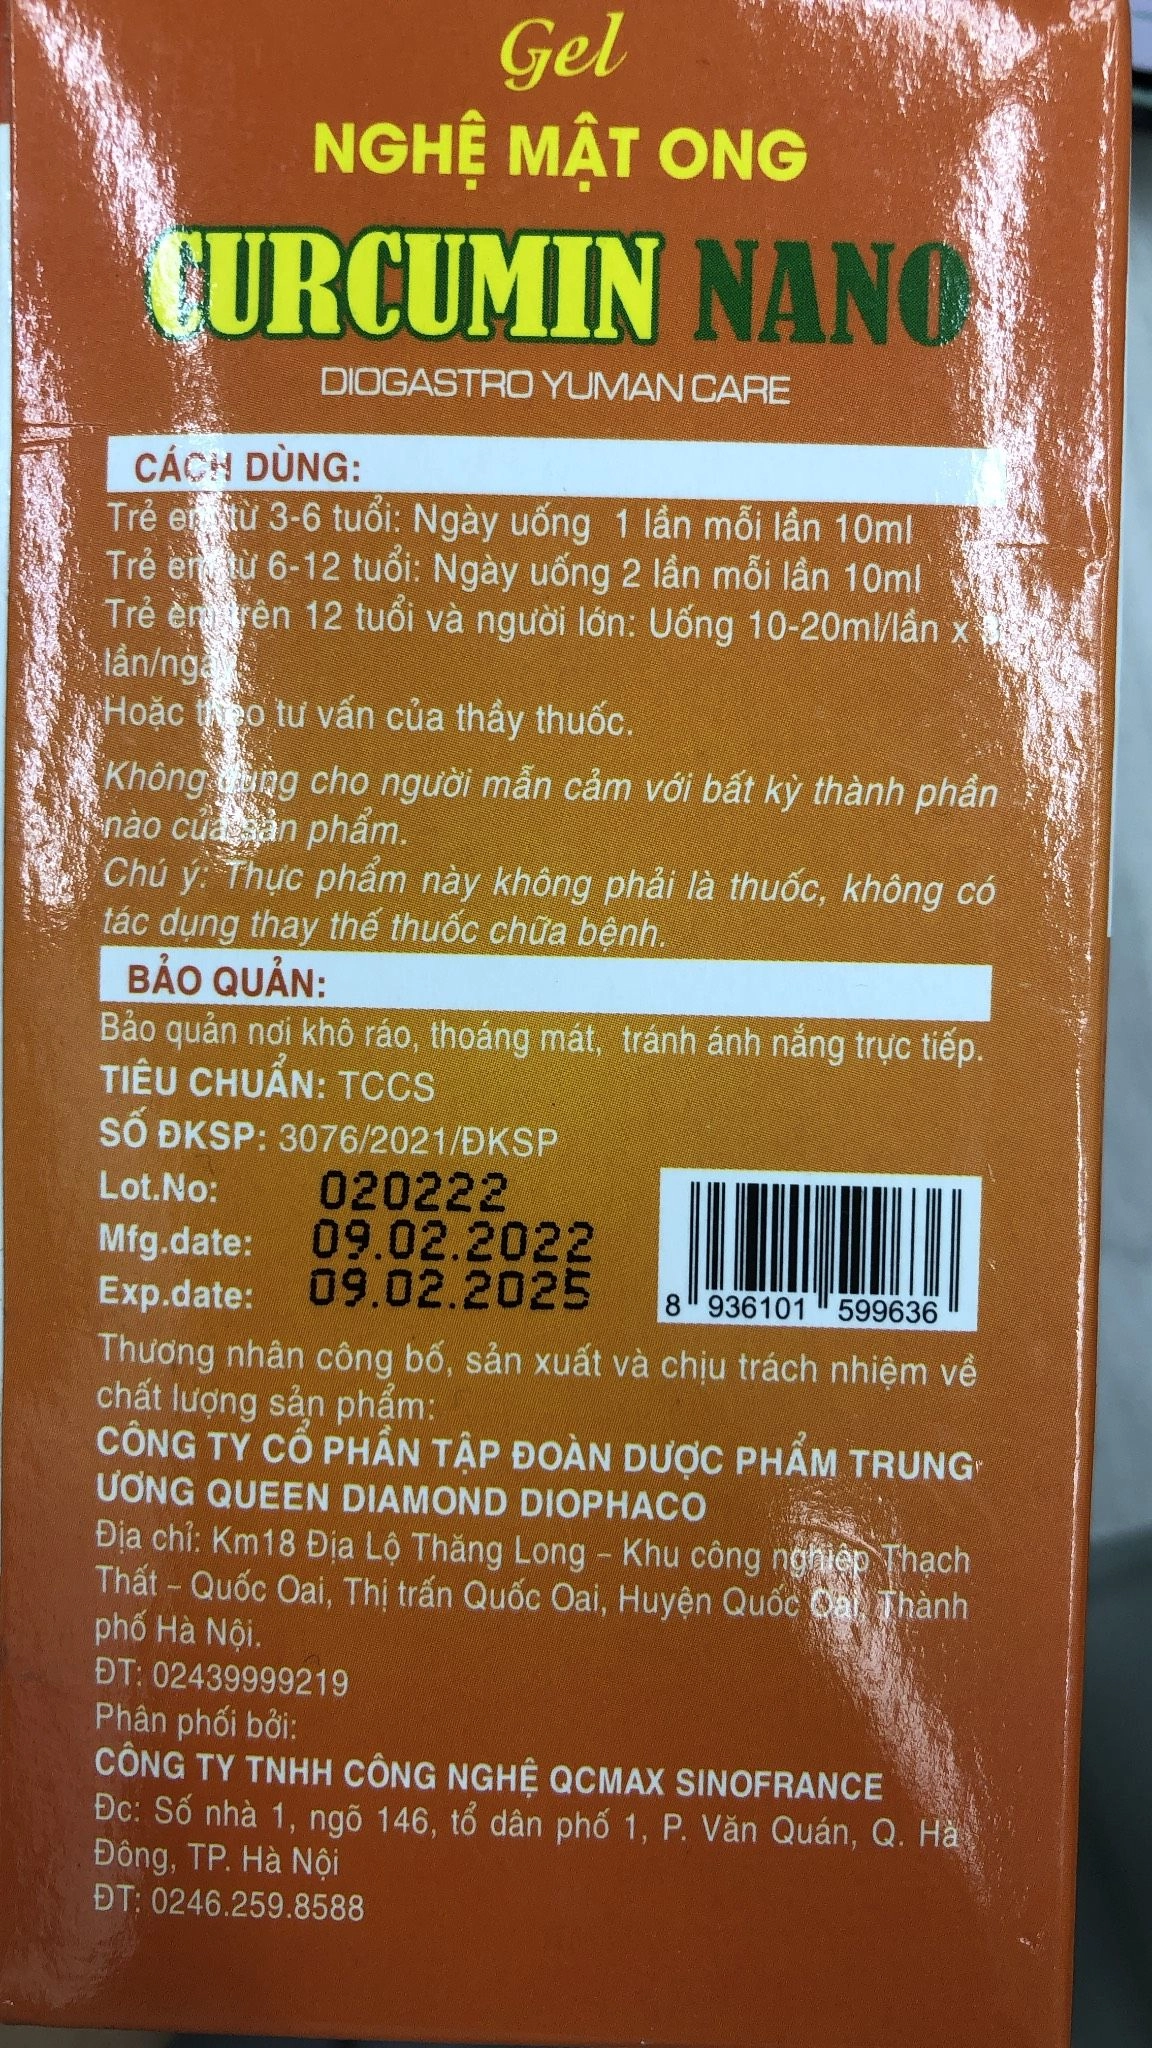 Gel
NGHỆ MẬT ONG
CURCUMIN NANO
DIOGASTRO YUMAN CARE
CÁCH DÙNG:
Trẻ em từ 3-6 tuổi: Ngày uống 1 lần mỗi lần 10ml
Trẻ em từ 6-12 tuổi: Ngày uống 2 lần mỗi lần 10ml
Trẻ em trên 12 tuổi và người lớn: Uống 10-20ml/lần x
lần/ngày
Hoặc theo tư vấn của thầy thuốc.
Không dùng cho người mẫn cảm với bất kỳ thành phần
nào của sản phẩm.
Chú ý: Thực phẩm này không phải là thuốc, không có
tác dụng thay thế thuốc chữa bệnh.
BẢO QUẢN:
Bảo quản nơi khô ráo, thoáng mát, tránh ánh nắng trực tiếp.
TIÊU CHUẨN: TCCS
SỐ ĐKSP: 3076/2021/ĐKSP
Lot.No: 020222
Mfg.date: 09.02.2022
Exp.date: 09.02.2025
8 936101 599636
Thương nhân công bố, sản xuất và chịu trách nhiệm về
chất lượng sản phẩm:
CÔNG TY CỔ PHẦN TẬP ĐOÀN DƯỢC PHẨM TRUNG
ƯƠNG QUEEN DIAMOND DIOPHACO
Địa chỉ: Km18 Địa Lộ Thăng Long – Khu công nghiệp Thạch
Thất – Quốc Oai, Thị trấn Quốc Oai, Huyện Quốc Oai, Thành
phố Hà Nội.
ĐT: 02439999219
Phân phối bởi:
CÔNG TY TNHH CÔNG NGHỆ QCMAX SINOFRANCE
Đc: Số nhà 1, ngõ 146, tổ dân phố 1, P. Văn Quán, Q. Hà
Đông, TP. Hà Nội
ĐT: 0246.259.8588